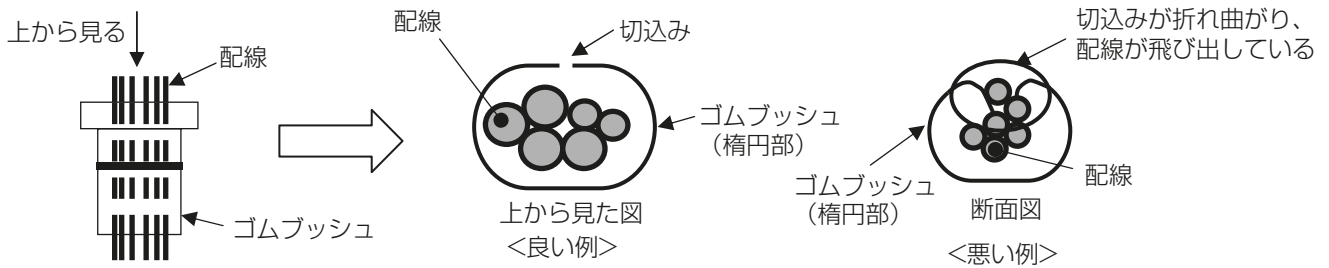 上から見る
配線
ゴムブッシュ
配線
切込み
ゴムブッシュ
（楕円部）
上から見た図
＜良い例＞
切込みが折れ曲がり、
配線が飛び出している
ゴムブッシュ
（楕円部）
配線
断面図
＜悪い例＞